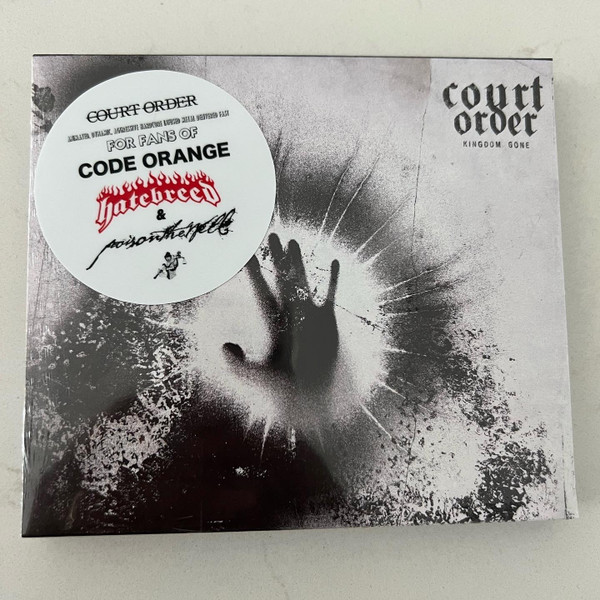 COURT ORDER
FOR FANS OF
CODE ORANGE
hatebreed
&
poisonthewell
court
order
KINGDOM GONE